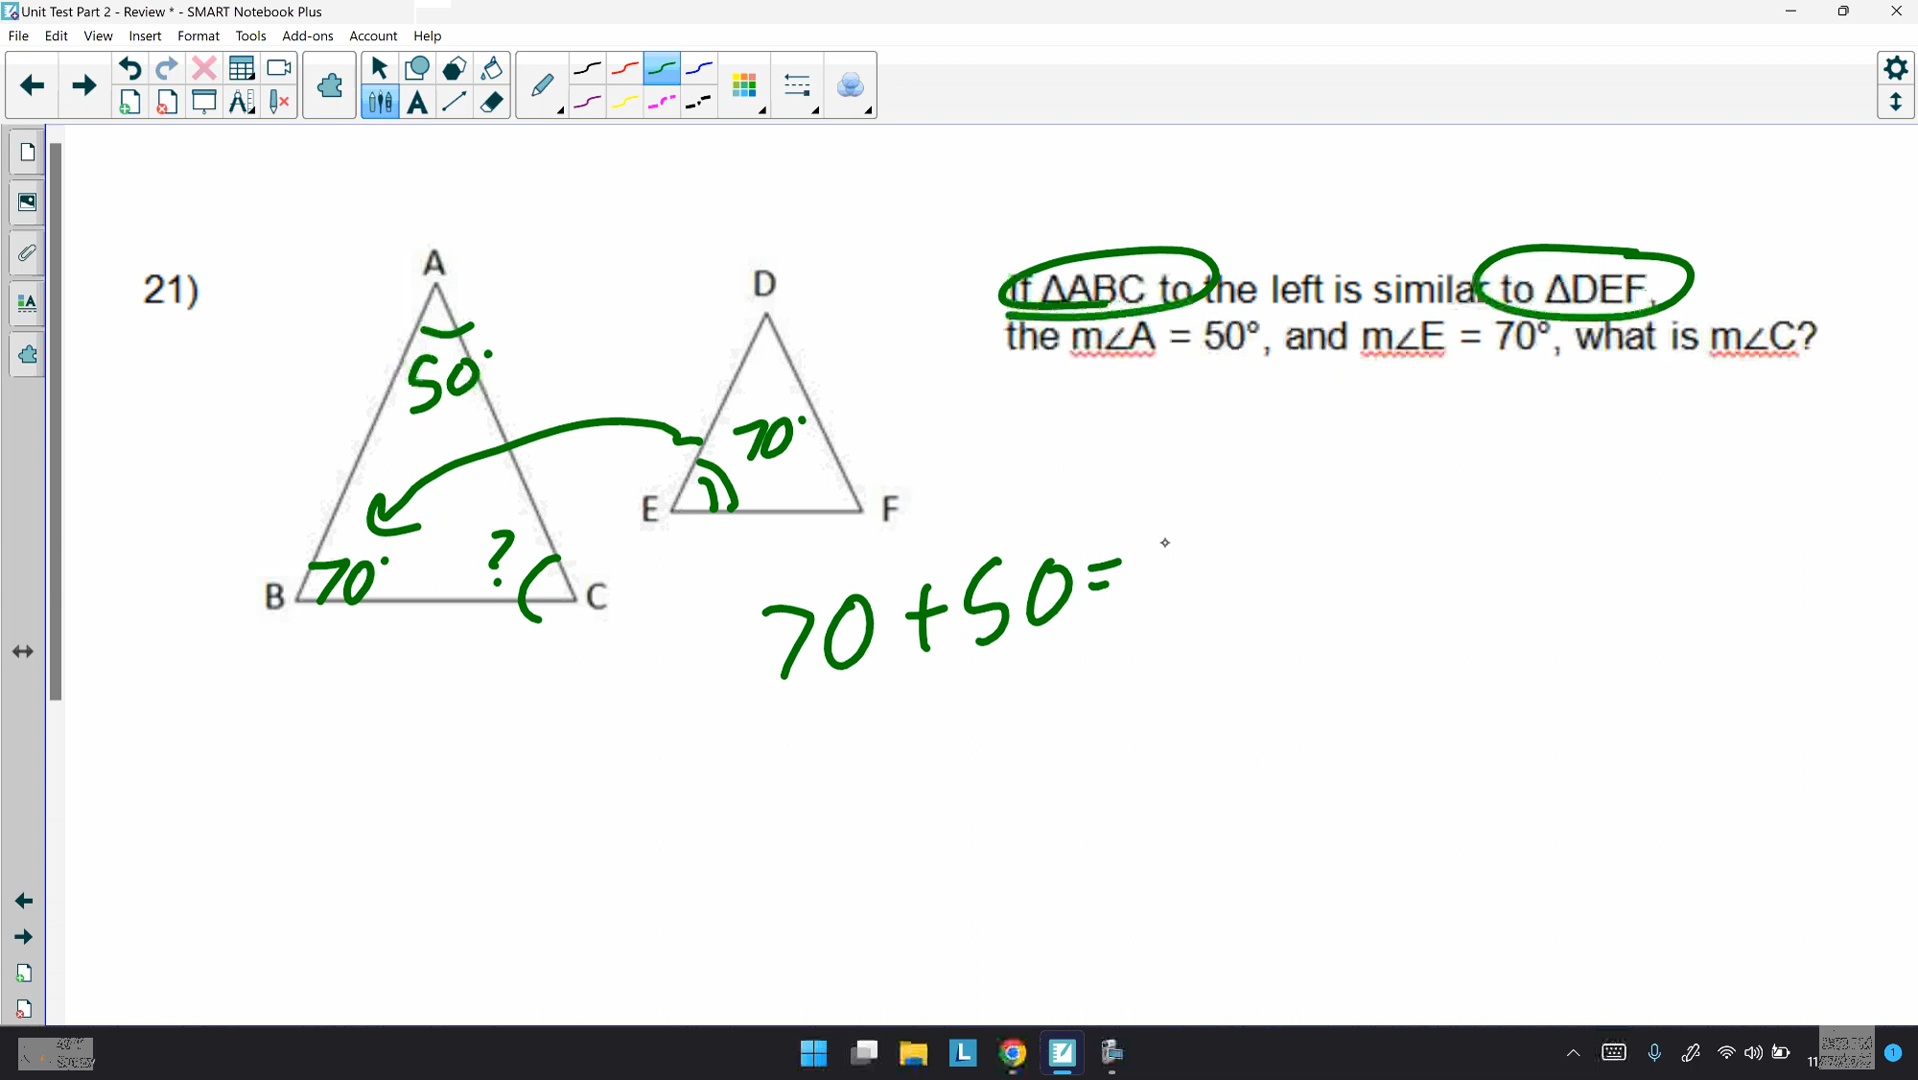 Unit Test Part 2 - Review * - SMART Notebook Plus
File Edit View Insert Format Tools Add-ons Account Help
21)
A
D
If ΔABC to the left is similar to ΔDEF,
the m∠A = 50°, and m∠E = 70°, what is m∠C?
50°
70°
E
F
?
B
70°
C
70 + 50 =
L
1